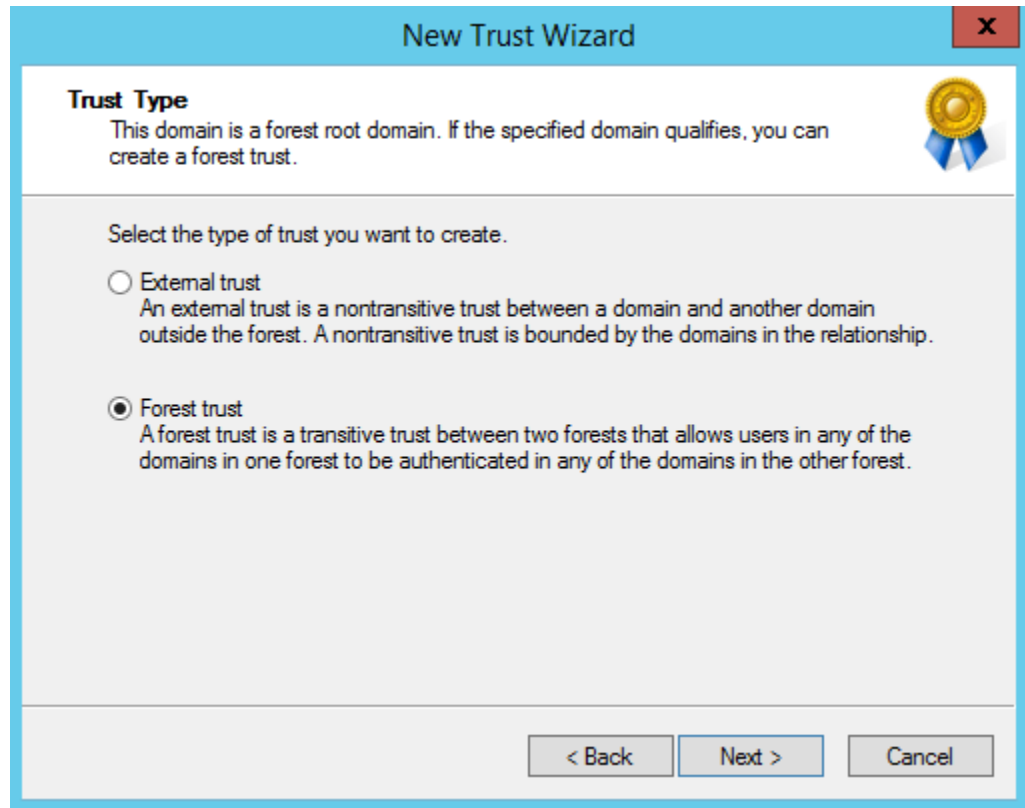 New Trust Wizard
x
Trust Type
This domain is a forest root domain. If the specified domain qualifies, you can
create a forest trust.
Select the type of trust you want to create.
External trust
An external trust is a nontransitive trust between a domain and another domain
outside the forest. A nontransitive trust is bounded by the domains in the relationship.
Forest trust
A forest trust is a transitive trust between two forests that allows users in any of the
domains in one forest to be authenticated in any of the domains in the other forest.
< Back Next > Cancel